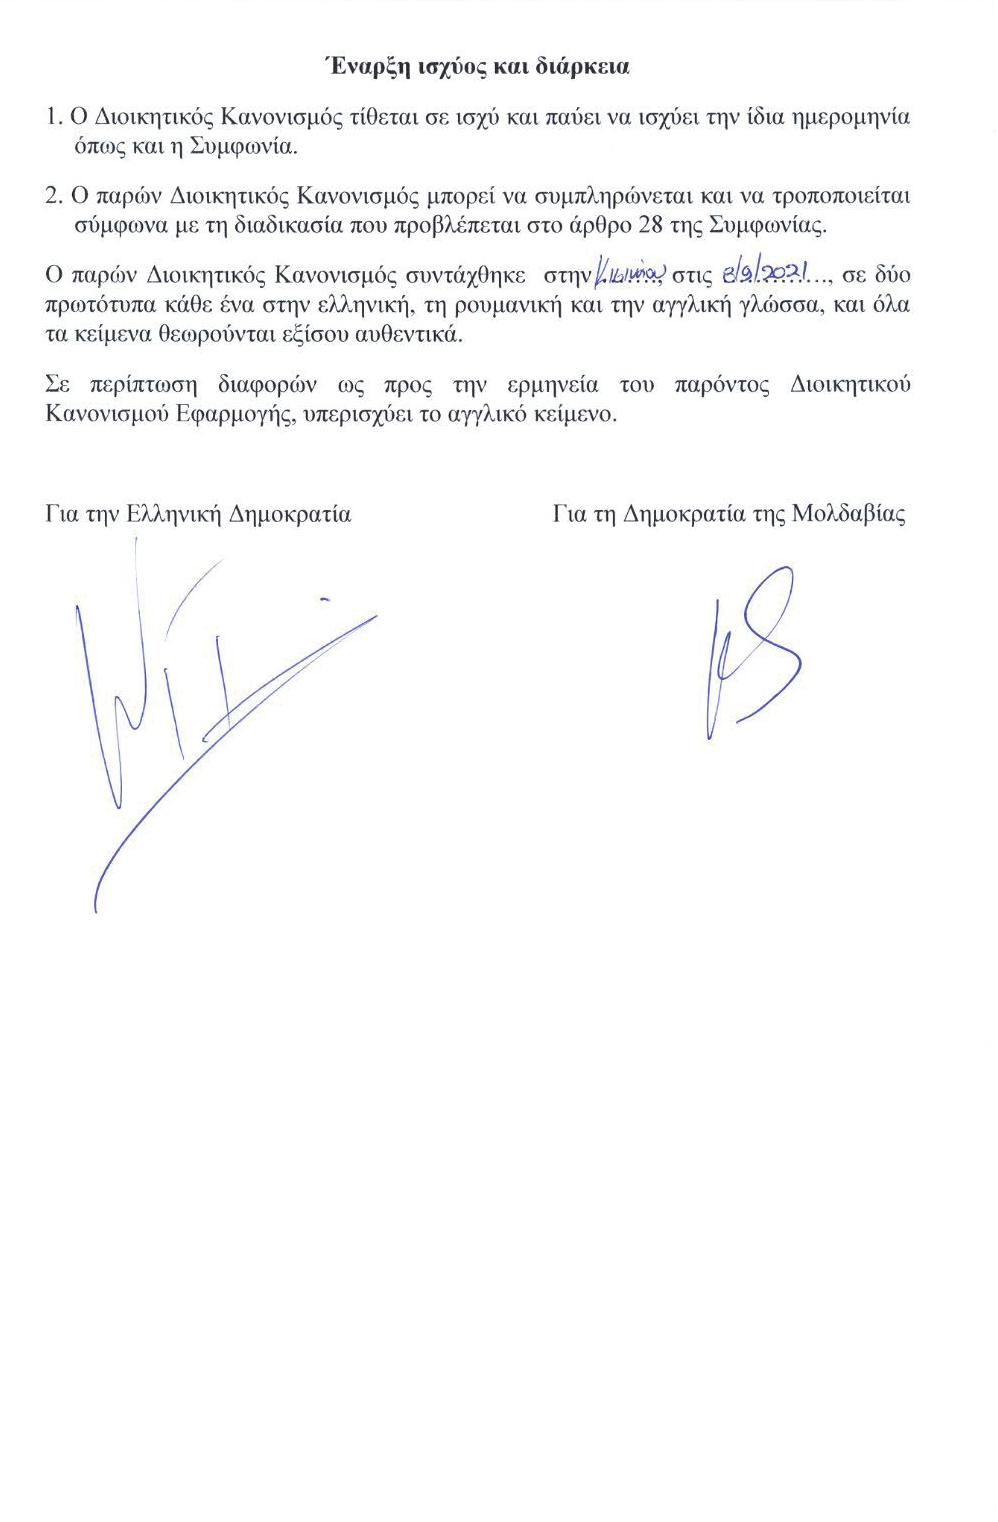 Έναρξη ισχύος και διάρκεια
1. Ο Διοικητικός Κανονισμός τίθεται σε ισχύ και παύει να ισχύει την ίδια ημερομηνία
όπως και η Συμφωνία.
2. Ο παρών Διοικητικός Κανονισμός μπορεί να συμπληρώνεται και να τροποποιείται
σύμφωνα με τη διαδικασία που προβλέπεται στο άρθρο 28 της Συμφωνίας.
Ο παρών Διοικητικός Κανονισμός συντάχθηκε στην , στις 8/9/2021..., σε δύο
πρωτότυπα κάθε ένα στην ελληνική, τη ρουμανική και την αγγλική γλώσσα, και όλα
τα κείμενα θεωρούνται εξίσου αυθεντικά.
Σε περίπτωση διαφορών ως προς την ερμηνεία του παρόντος Διοικητικού
Κανονισμού Εφαρμογής, υπερισχύει το αγγλικό κείμενο.
Για την Ελληνική Δημοκρατία Για τη Δημοκρατία της Μολδαβίας